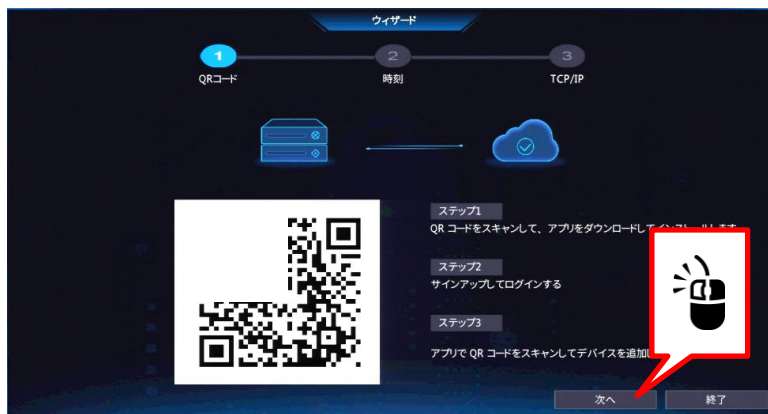 ウィザード
1
2
3
QRコード
時刻
TCP/IP
ステップ1
QR コードをスキャンして、アプリをダウンロードして
ステップ2
サインアップしてログインする
ステップ3
アプリで QR コードをスキャンしてデバイスを追加
次へ
終了